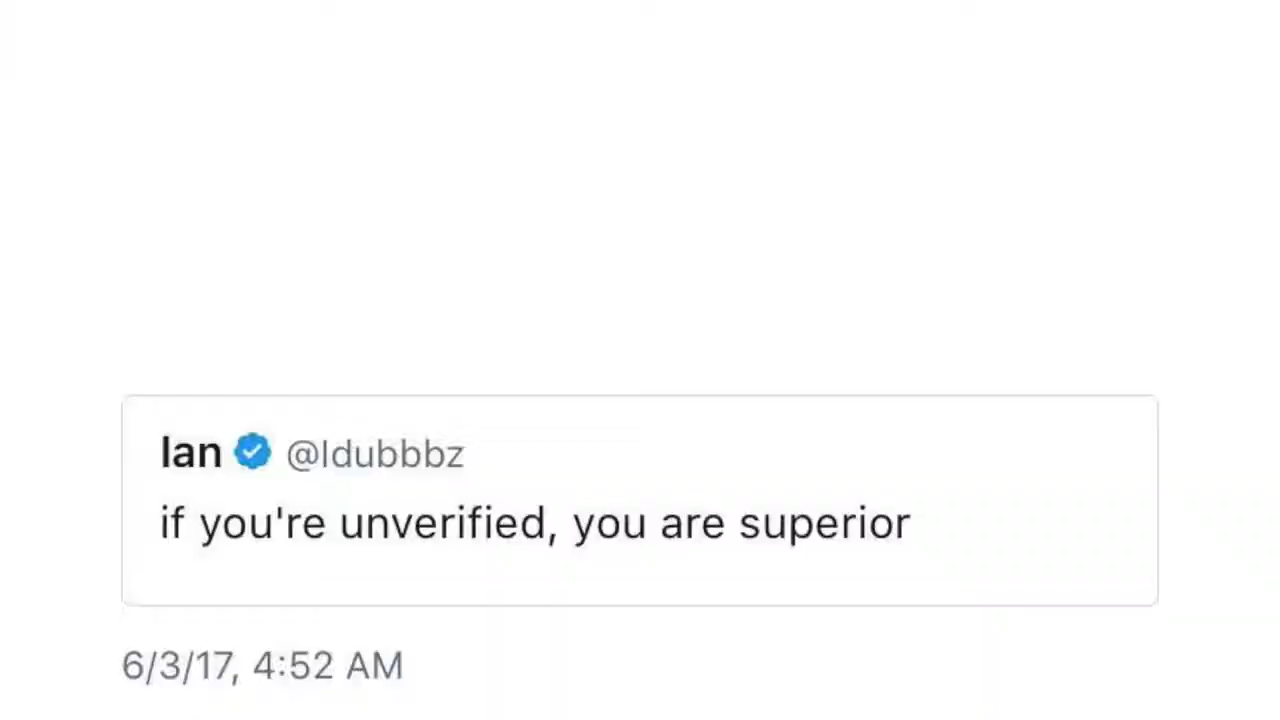 Ian @Idubbbz
if you're unverified, you are superior
6/3/17, 4:52 AM